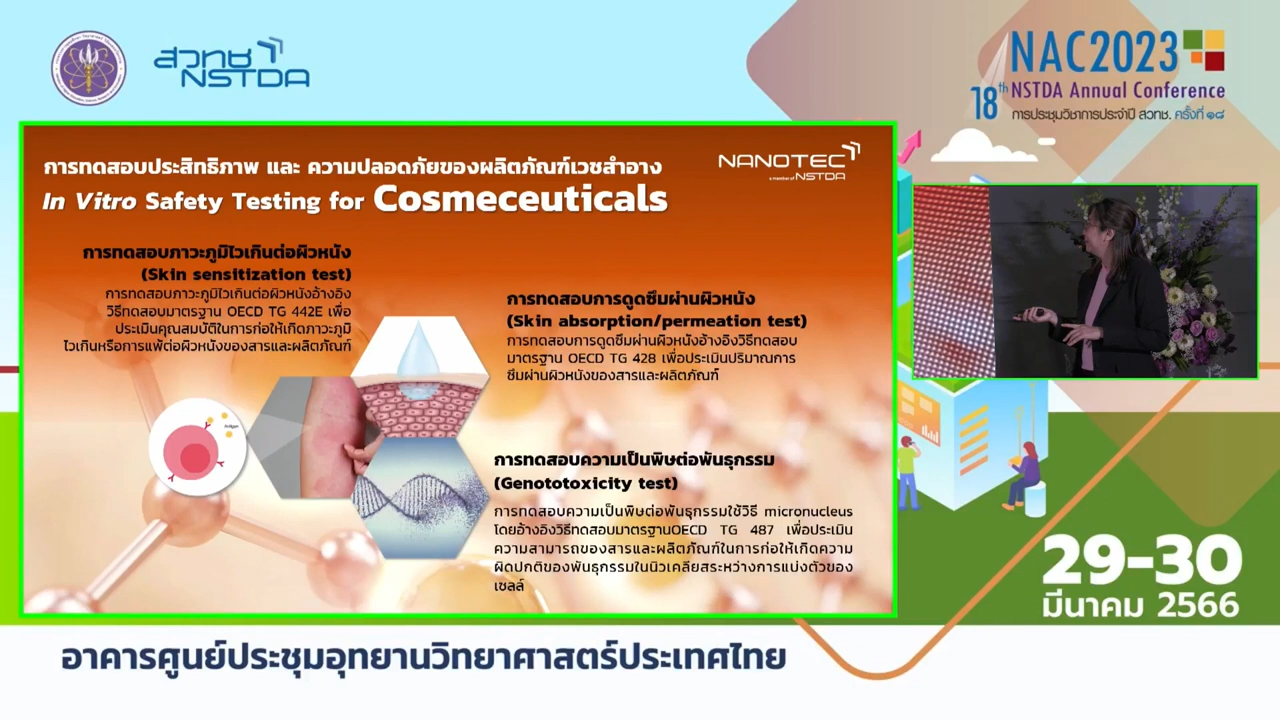 สวทช
NSTDA
NAC2023
18th NSTDA Annual Conference
การประชุมวิชาการประจำปี สวทช. ครั้งที่ ๑๘
การทดสอบประสิทธิภาพ และ ความปลอดภัยของผลิตภัณฑ์เวชสำอาง
In Vitro Safety Testing for Cosmeceuticals
NANOTEC
a member of NSTDA
การทดสอบภาวะภูมิไวเกินต่อผิวหนัง
(Skin sensitization test)
การทดสอบภาวะภูมิไวเกินต่อผิวหนังอ้างอิง
วิธีทดสอบมาตรฐาน OECD TG 442E เพื่อ
ประเมินคุณสมบัติในการก่อให้เกิดภาวะภูมิ
ไวเกินหรือการแพ้ต่อผิวหนังของสารและผลิตภัณฑ์
Antigen
การทดสอบการดูดซึมผ่านผิวหนัง
(Skin absorption/permeation test)
การทดสอบการดูดซึมผ่านผิวหนังอ้างอิงวิธีทดสอบ
มาตรฐาน OECD TG 428 เพื่อประเมินปริมาณการ
ซึมผ่านผิวหนังของสารและผลิตภัณฑ์
การทดสอบความเป็นพิษต่อพันธุกรรม
(Genototoxicity test)
การทดสอบความเป็นพิษต่อพันธุกรรมใช้วิธี micronucleus
โดยอ้างอิงวิธีทดสอบมาตรฐานOECD TG 487 เพื่อประเมิน
ความสามารถของสารและผลิตภัณฑ์ในการก่อให้เกิดความ
ผิดปกติของพันธุกรรมในนิวเคลียสระหว่างการแบ่งตัวของ
เซลล์
29-30
มีนาคม 2566
อาคารศูนย์ประชุมอุทยานวิทยาศาสตร์ประเทศไทย